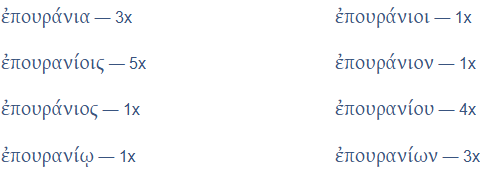 ἐπουράνια — 3x
ἐπουρανίοις — 5x
ἐπουράνιος — 1x
ἐπουρανίῳ — 1x
ἐπουράνιοι — 1x
ἐπουράνιον — 1x
ἐπουρανίου — 4x
ἐπουρανίων — 3x